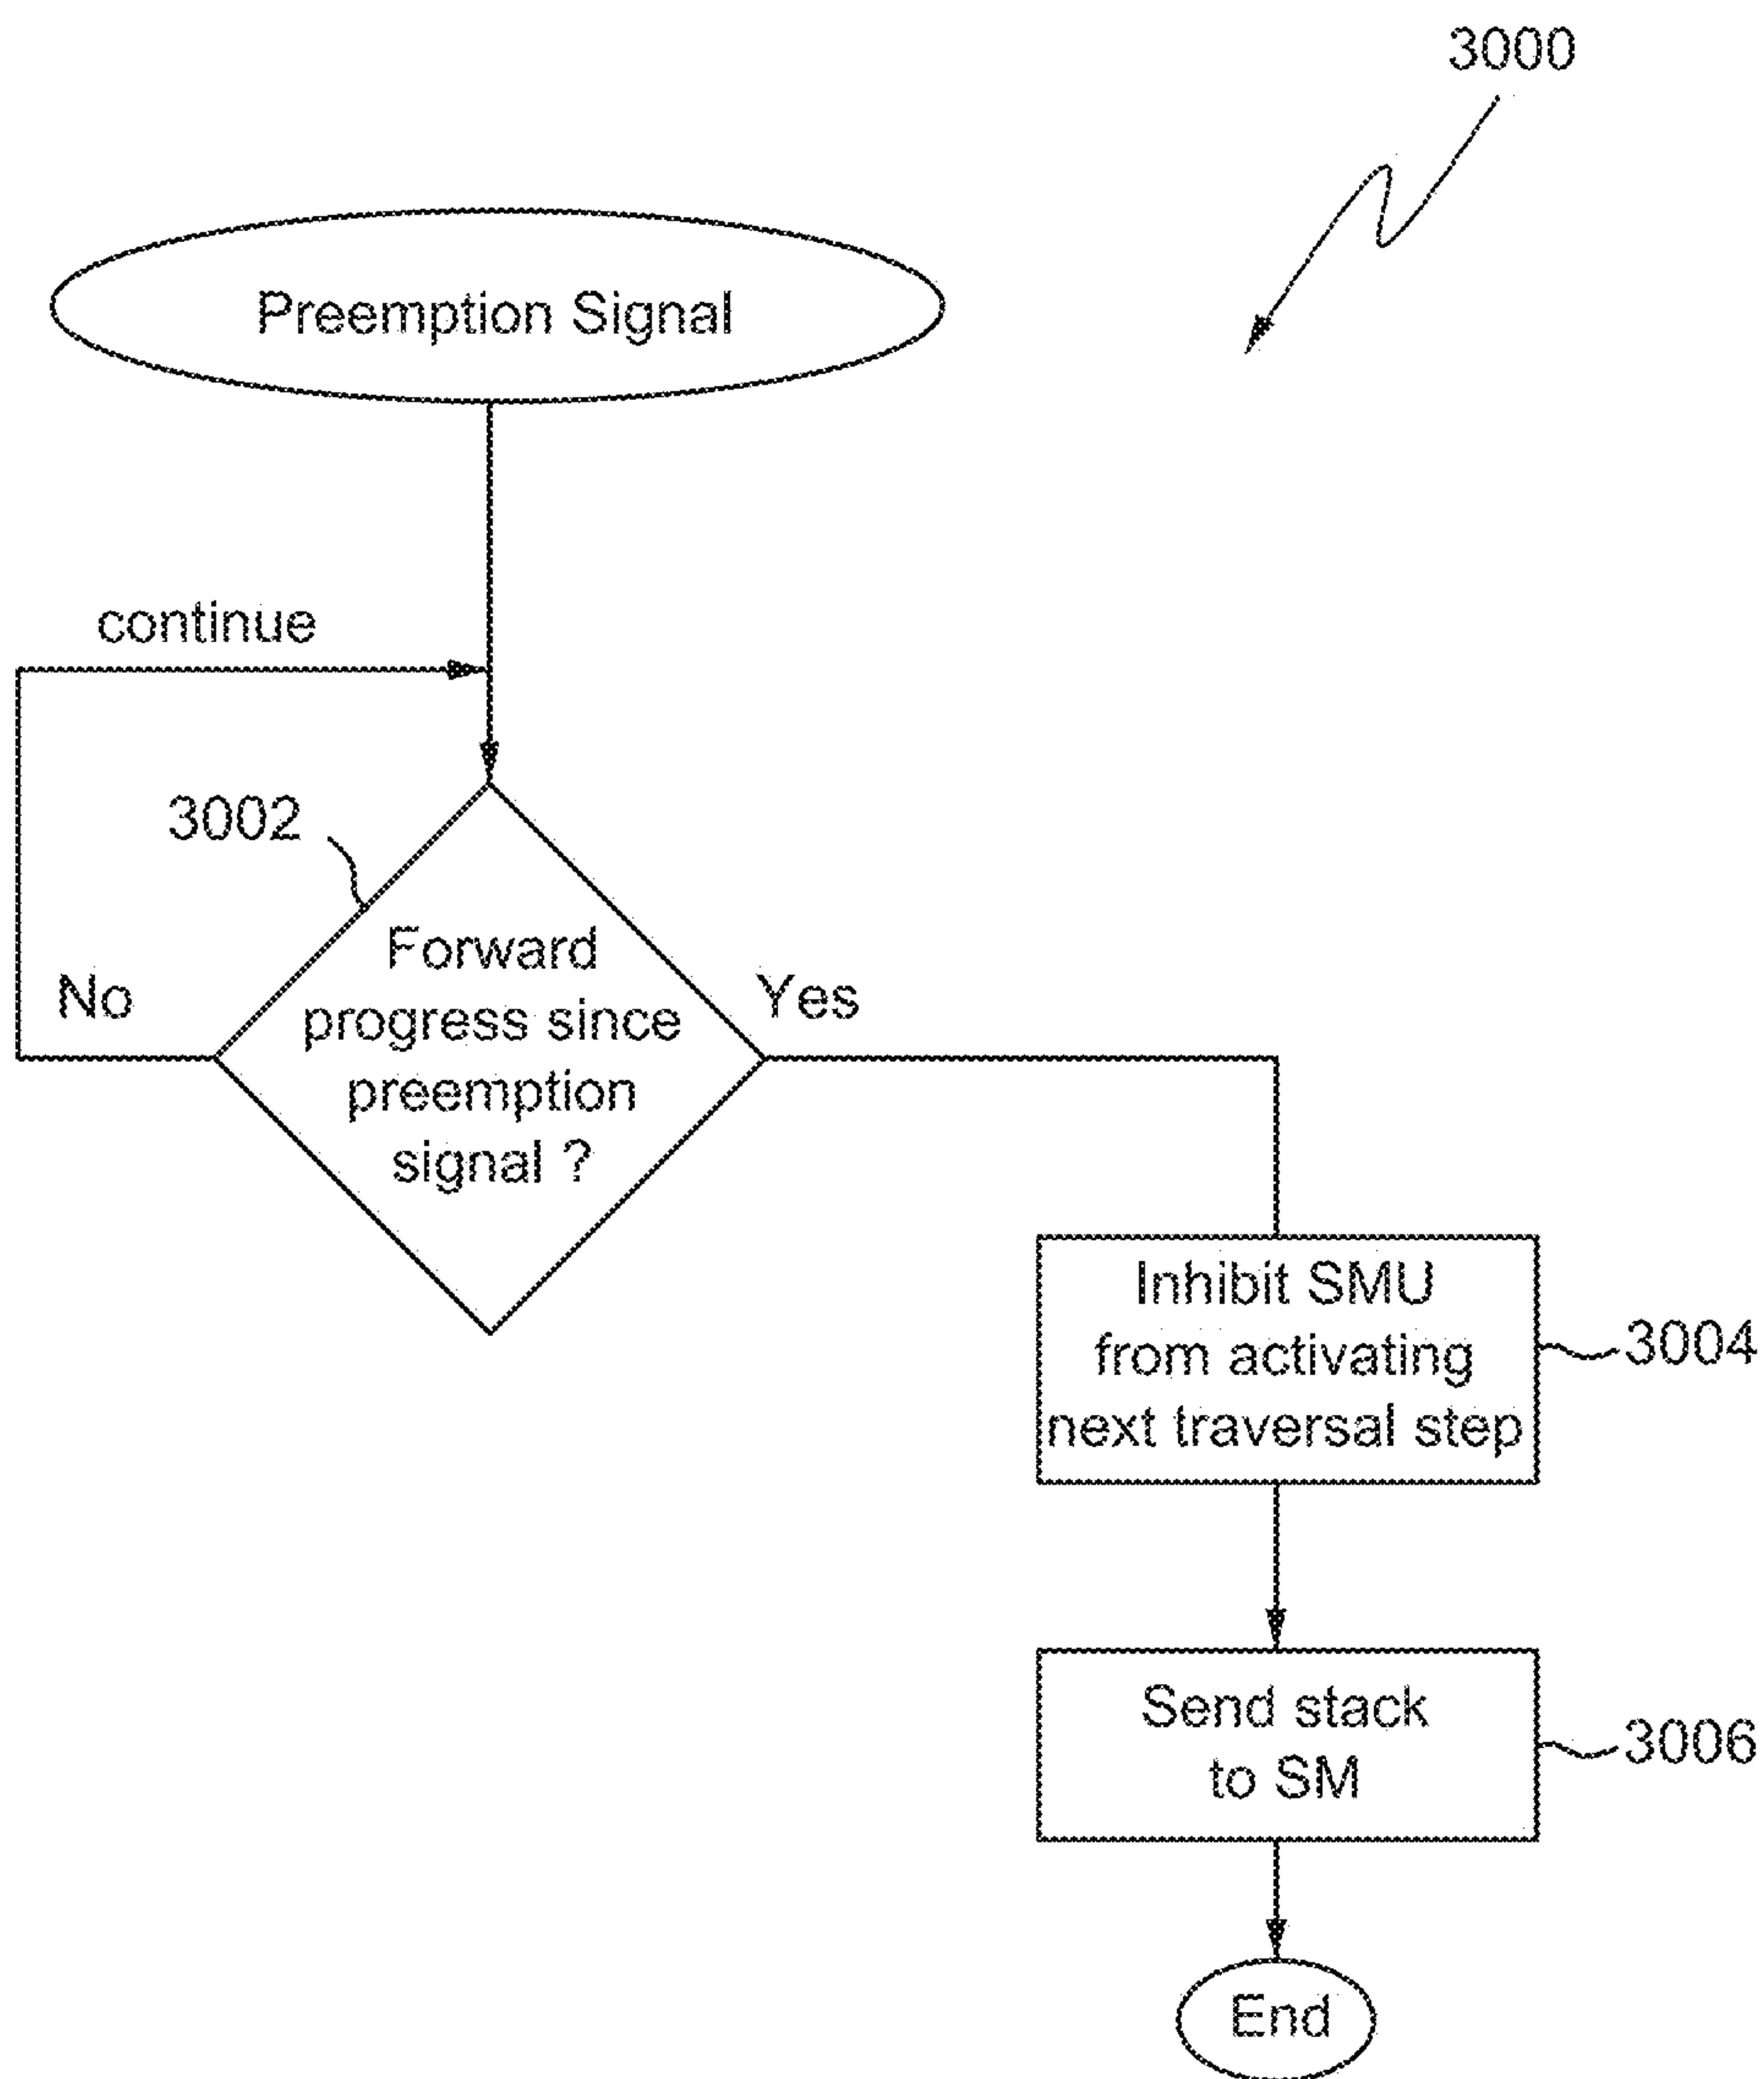 3000
Preemption Signal
continue
3002
Forward
progress since
preemption
signal ?
No
Yes
Inhibit SMU
from activating
next traversal step
3004
Send stack
to SM
3006
End